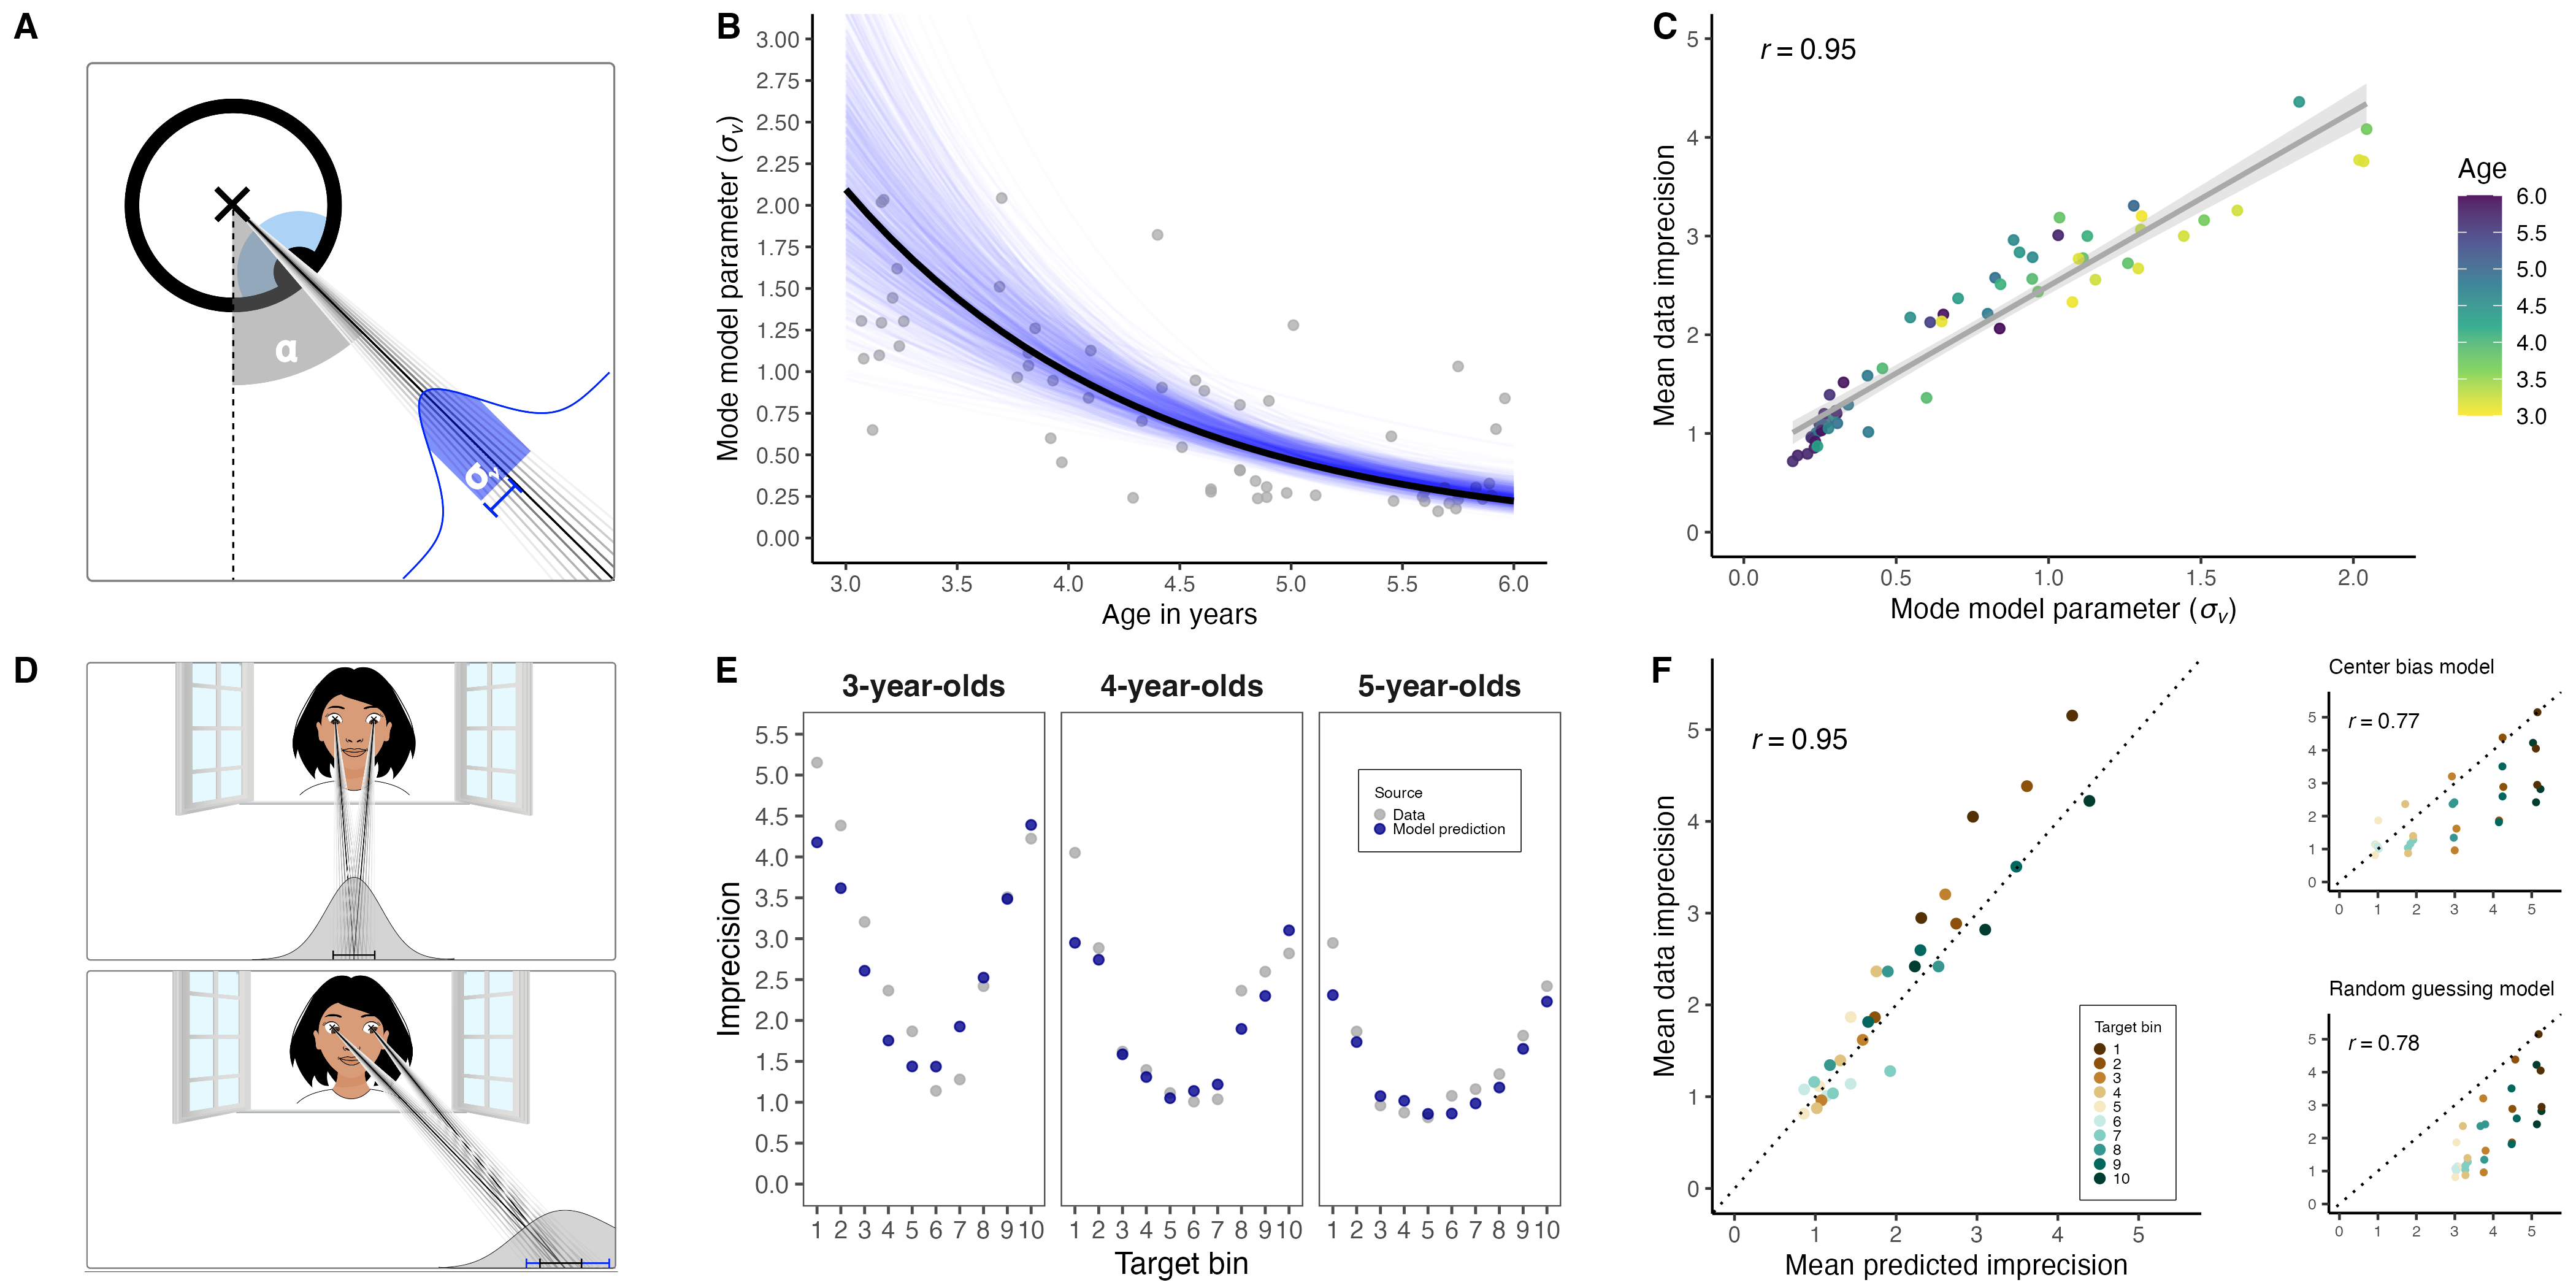 A
α
σᵥ
B
3.00
2.75
2.50
2.25
2.00
1.75
1.50
1.25
1.00
0.75
0.50
0.25
0.00
Mode model parameter (σᵥ)
3.0 3.5 4.0 4.5 5.0 5.5 6.0
Age in years
C
r = 0.95
5
4
3
2
1
0
Mean data imprecision
0.0 0.5 1.0 1.5 2.0
Mode model parameter (σᵥ)
Age
6.0
5.5
5.0
4.5
4.0
3.5
3.0
D
E
3-year-olds 4-year-olds 5-year-olds
5.5
5.0
4.5
4.0
3.5
3.0
2.5
2.0
1.5
1.0
0.5
0.0
Imprecision
Source
Data
Model prediction
1 2 3 4 5 6 7 8 9 10 1 2 3 4 5 6 7 8 9 10 1 2 3 4 5 6 7 8 9 10
Target bin
F
r = 0.95
5
4
3
2
1
0
Mean data imprecision
Target bin
1
2
3
4
5
6
7
8
9
10
0 1 2 3 4 5
Mean predicted imprecision
Center bias model
r = 0.77
5
4
3
2
1
0
0 1 2 3 4 5
Random guessing model
r = 0.78
5
4
3
2
1
0
0 1 2 3 4 5